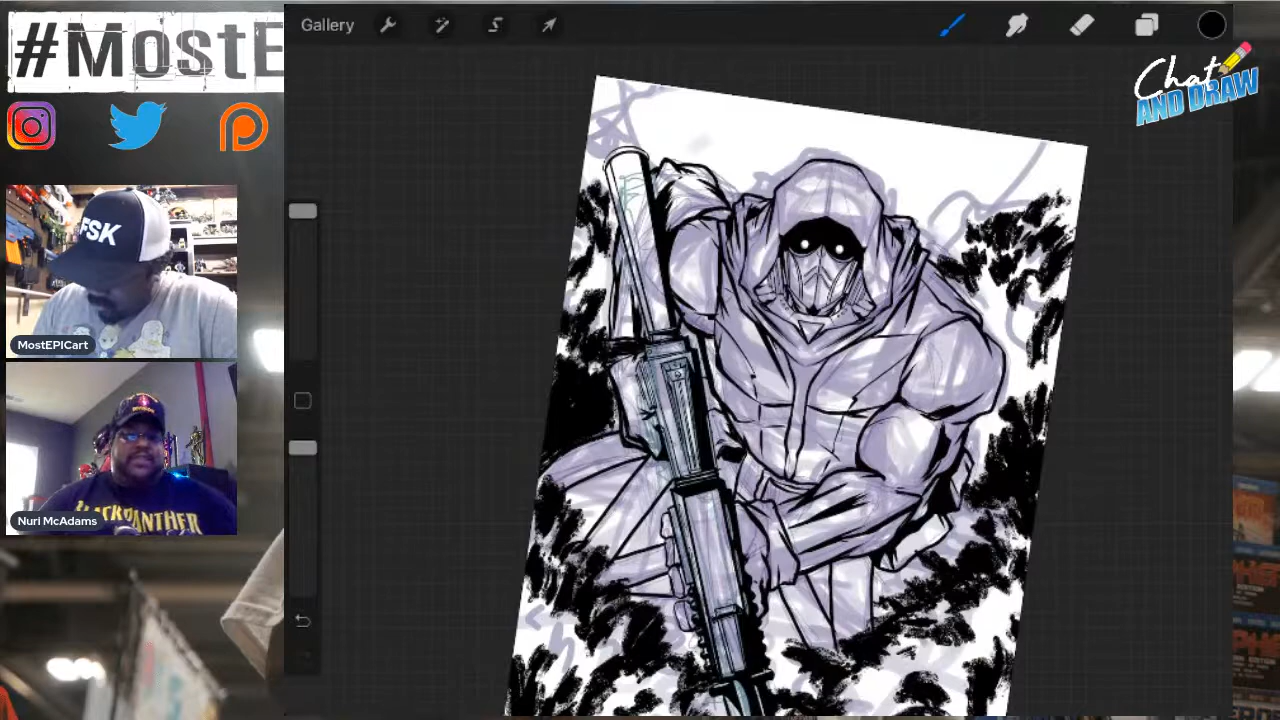 #MostE
Gallery
Chat
AND DRAW
FSK
MostEPICart
BLACK PANTHER
Nuri McAdams